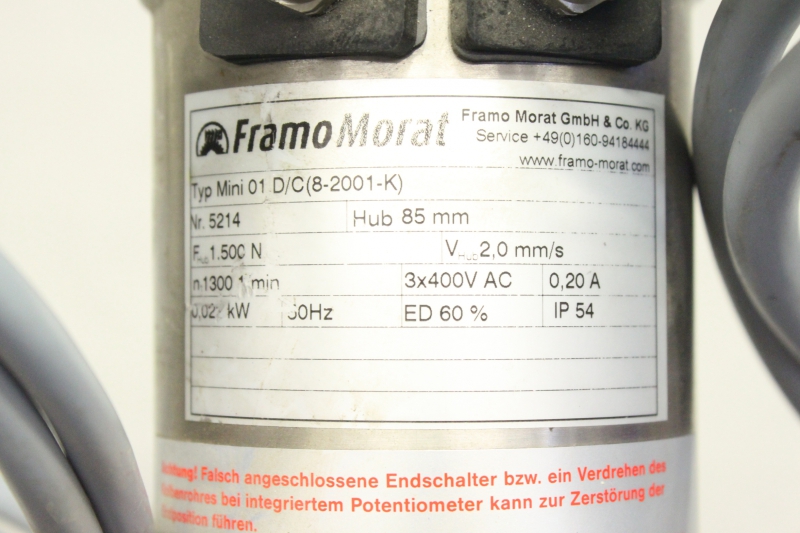 FramoMorat
Framo Morat GmbH & Co. KG
Service +49(0)160-94184444
www.framo-morat.com
Typ Mini 01 D/C(8-2001-K)
Nr. 5214 Hub 85 mm
FHub 1.500 N VHub 2,0 mm/s
n 1300 1 min 3x400V AC 0,20 A
kW 50Hz ED 60 % IP 54
Achtung! Falsch angeschlossene Endschalter bzw. ein Verdrehen des
bei integriertem Potentiometer kann zur Zerstörung der
führen.